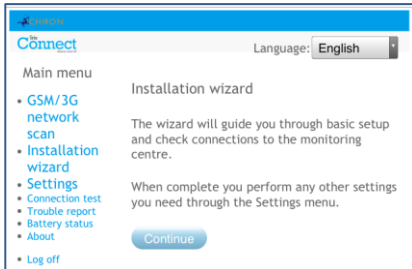 CHIRON
Connect
Language: English
Main menu
• GSM/3G
network
scan
• Installation
wizard
• Settings
• Connection test
• Trouble report
• Battery status
• About
• Log off
Installation wizard
The wizard will guide you through basic setup
and check connections to the monitoring
centre.
When complete you perform any other settings
you need through the Settings menu.
Continue